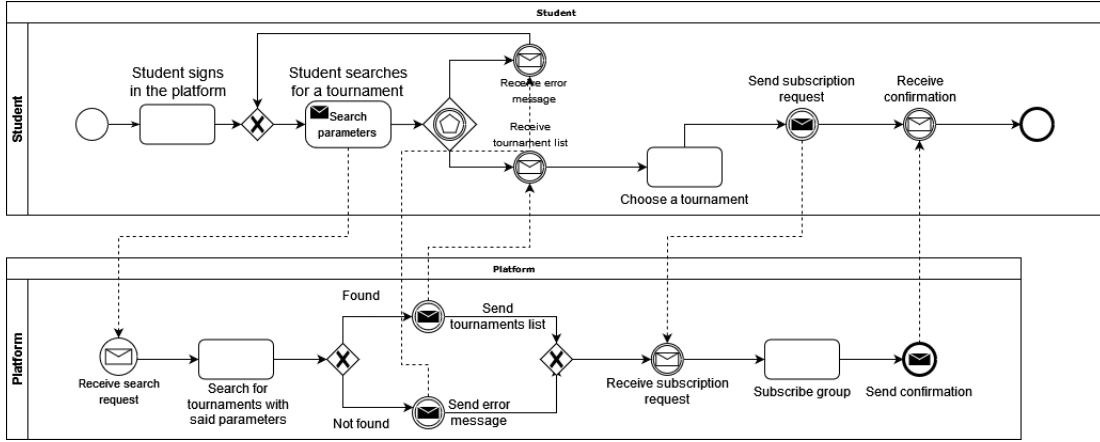 Student
Student
Student signs
in the platform
Student searches
for a tournament
Search
parameters
Receive error
message
Receive
tournament list
Choose a tournament
Send subscription
request
Receive
confirmation
Platform
Platform
Receive search
request
Search for
tournaments with
said parameters
Found
Not found
Send
tournaments list
Send error
message
Receive subscription
request
Subscribe group
Send confirmation